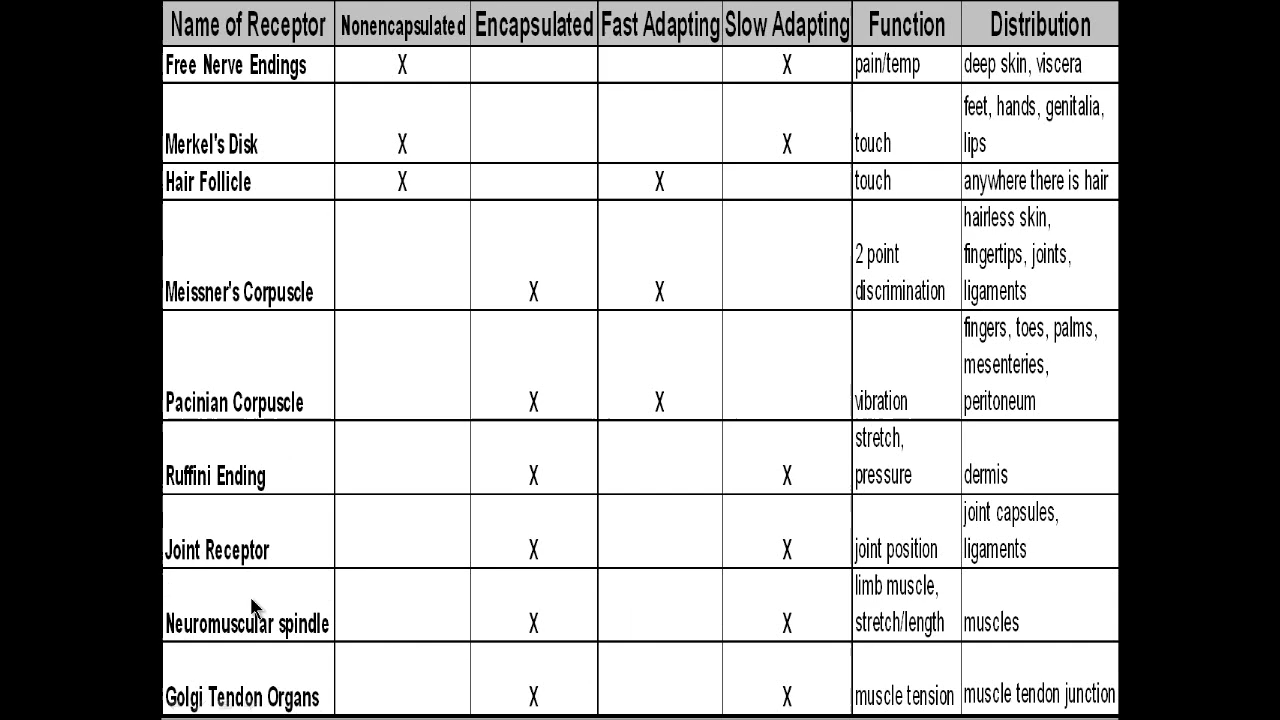 Name of Receptor Nonencapsulated Encapsulated Fast Adapting Slow Adapting Function Distribution
Free Nerve Endings X X pain/temp deep skin, viscera
feet, hands, genitalia,
Merkel's Disk X X touch lips
Hair Follicle X X touch anywhere there is hair
hairless skin,
2 point fingertips, joints,
Meissner's Corpuscle X X discrimination ligaments
fingers, toes, palms,
mesenteries,
Pacinian Corpuscle X X vibration peritoneum
stretch,
Ruffini Ending X X pressure dermis
joint capsules,
Joint Receptor X X joint position ligaments
limb muscle,
Neuromuscular spindle X X stretch/length muscles
Golgi Tendon Organs X X muscle tension muscle tendon junction